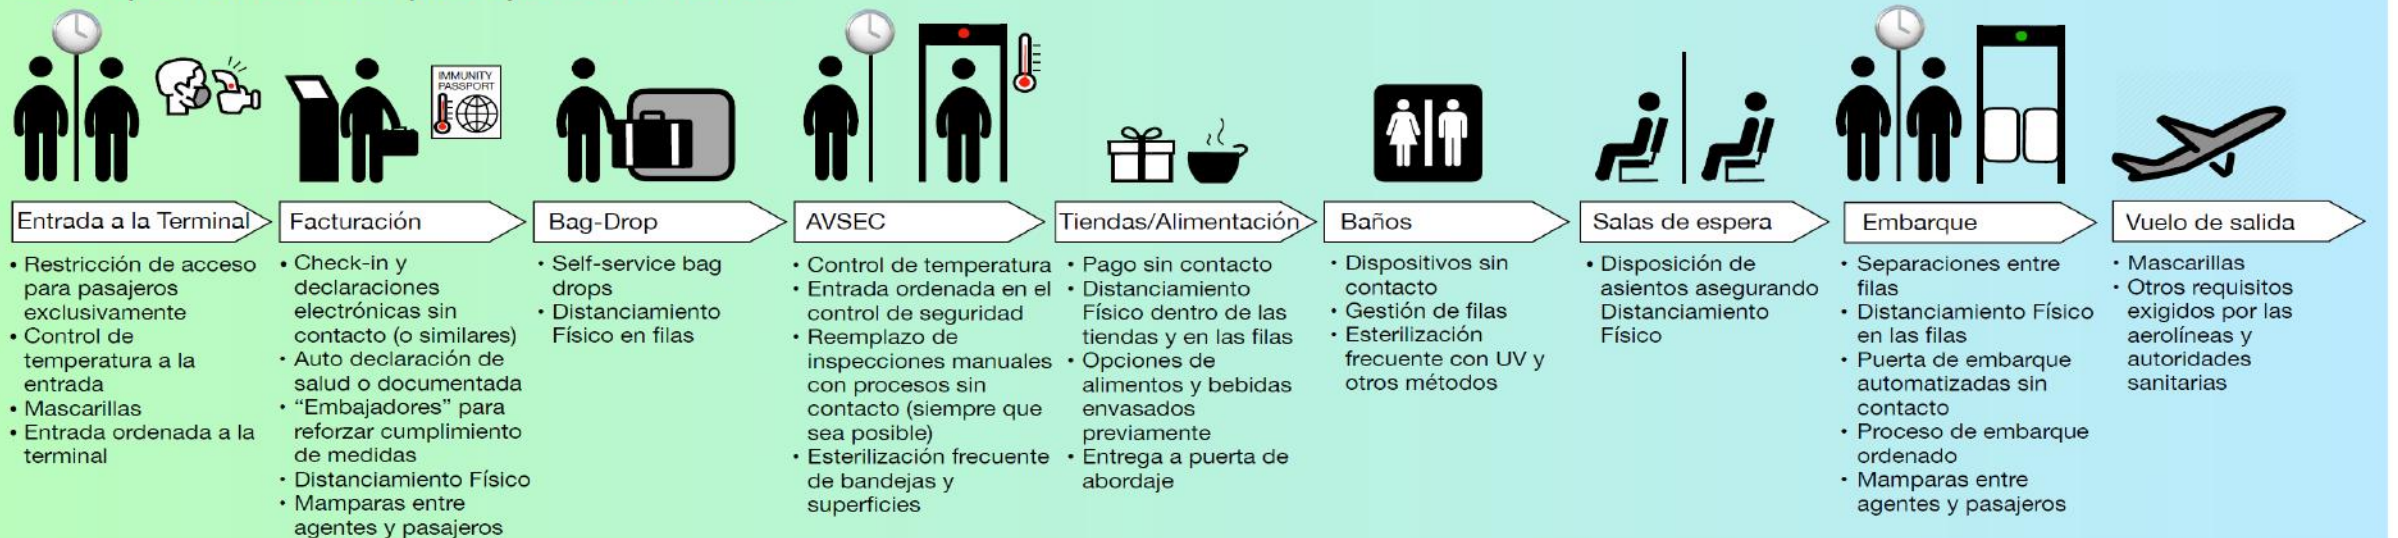 IMMUNITY
PASSPORT
Entrada a la Terminal
• Restricción de acceso
para pasajeros
exclusivamente
• Control de
temperatura a la
entrada
• Mascarillas
• Entrada ordenada a la
terminal
Facturación
• Check-in y
declaraciones
electrónicas sin
contacto (o similares)
• Auto declaración de
salud o documentada
• “Embajadores” para
reforzar cumplimiento
de medidas
• Distanciamiento Físico
• Mamparas entre
agentes y pasajeros
Bag-Drop
• Self-service bag
drops
• Distanciamiento
Físico en filas
AVSEC
• Control de temperatura
• Entrada ordenada en el
control de seguridad
• Reemplazo de
inspecciones manuales
con procesos sin
contacto (siempre que
sea posible)
• Esterilización frecuente
de bandejas y
superficies
Tiendas/Alimentación
• Pago sin contacto
• Distanciamiento
Físico dentro de las
tiendas y en las filas
• Opciones de
alimentos y bebidas
envasados
previamente
• Entrega a puerta de
abordaje
Baños
• Dispositivos sin
contacto
• Gestión de filas
• Esterilización
frecuente con UV y
otros métodos
Salas de espera
• Disposición de
asientos asegurando
Distanciamiento
Físico
Embarque
• Separaciones entre
filas
• Distanciamiento Físico
en las filas
• Puerta de embarque
automatizadas sin
contacto
• Proceso de embarque
ordenado
• Mamparas entre
agentes y pasajeros
Vuelo de salida
• Mascarillas
• Otros requisitos
exigidos por las
aerolíneas y
autoridades
sanitarias